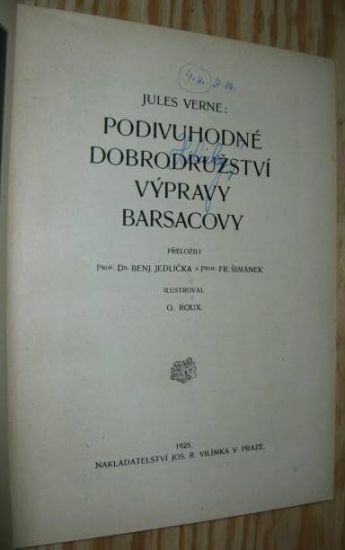 JULES VERNE:
PODIVUHODNÉ
DOBRODRUŽSTVÍ
VÝPRAVY
BARSACOVY
PŘELOŽILI
PROF. DR. BENJ. JEDLIČKA A PROF. FR. ŠIMÁNEK
ILUSTROVAL
G. ROUX.
1925.
NAKLADATELSTVÍ JOS. R. VILÍMKA V PRAZE.